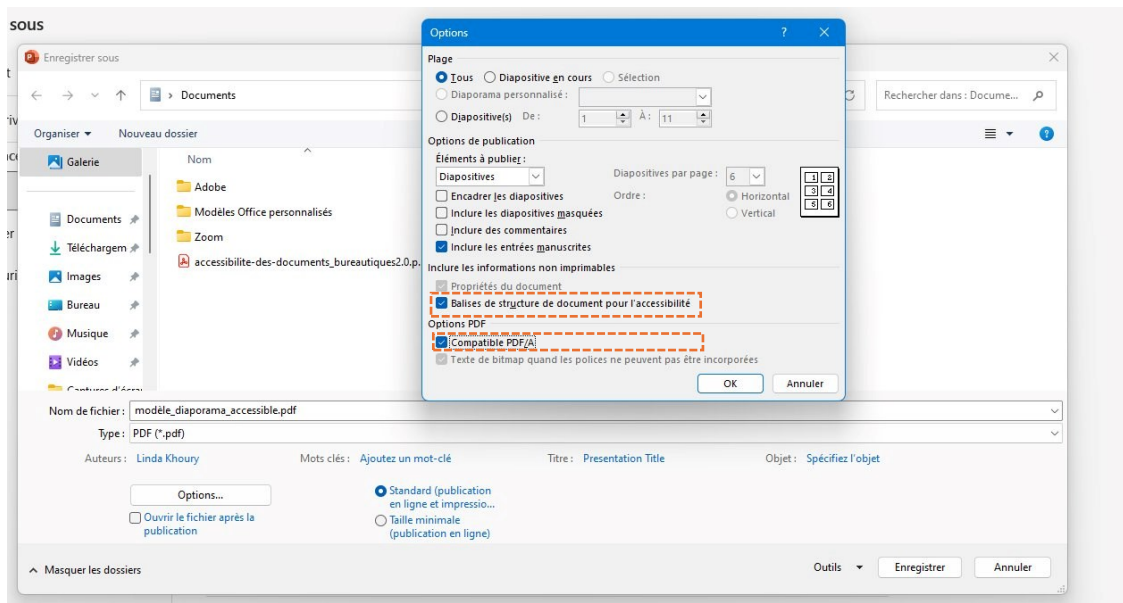 sous
Enregistrer sous
Documents
Rechercher dans : Docume...
Organiser
Nouveau dossier
Galerie
Documents
Téléchargem
Images
Bureau
Musique
Vidéos
Nom
Adobe
Modèles Office personnalisés
Zoom
accessibilite-des-documents_bureautiques2.0.p.
Options
?
Plage
Tous Diapositive en cours Sélection
Diaporama personnalisé :
Diapositive(s) De : 1 À : 11
Options de publication
Éléments à publier :
Diapositives
Diapositives par page : 6
Encadrer les diapositives
Ordre : Horizontal
Inclure les diapositives masquées
Vertical
Inclure des commentaires
Inclure les entrées manuscrites
1 2
3 4
5 6
Inclure les informations non imprimables
Propriétés du document
Balises de structure de document pour l'accessibilité
Options PDF
Compatible PDF/A
Texte de bitmap quand les polices ne peuvent pas être incorporées
OK Annuler
Nom de fichier : modèle_diaporama_accessible.pdf
Type : PDF (*.pdf)
Auteurs : Linda Khoury
Mots clés : Ajoutez un mot-clé
Titre : Presentation Title
Objet : Spécifiez l'objet
Options...
Ouvrir le fichier après la
publication
Standard (publication
en ligne et impressio...
Taille minimale
(publication en ligne)
Masquer les dossiers
Outils
Enregistrer
Annuler